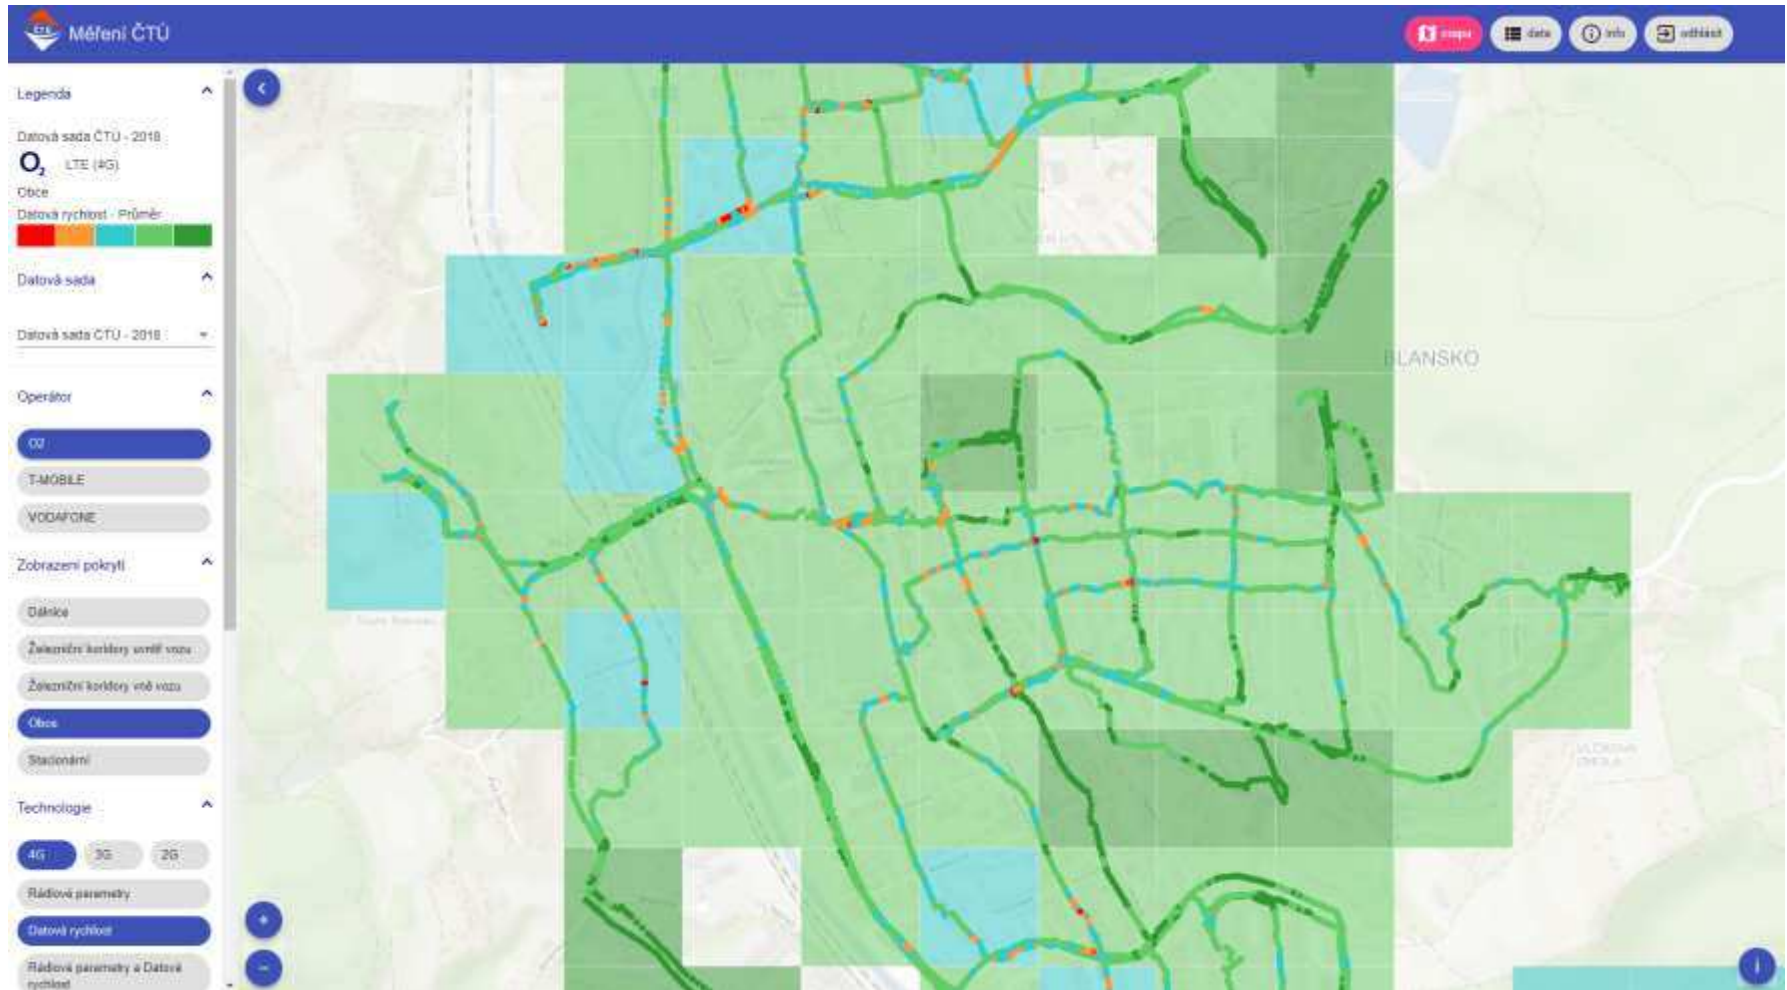 Měření ČTÚ
mapa
data
info
odhlásit
Legenda
Datová sada ČTÚ - 2018
O2 LTE (4G)
Obce
Datová rychlost - Průměr
Datová sada
Datová sada ČTÚ - 2018
Operátor
O2
T-MOBILE
VODAFONE
Zobrazení pokrytí
Dálnice
Železniční koridory uvnitř vozu
Železniční koridory vně vozu
Obce
Stacionární
Technologie
4G 3G 2G
Rádiové parametry
Datová rychlost
Rádiové parametry a Datová
rychlost
BLANSKO